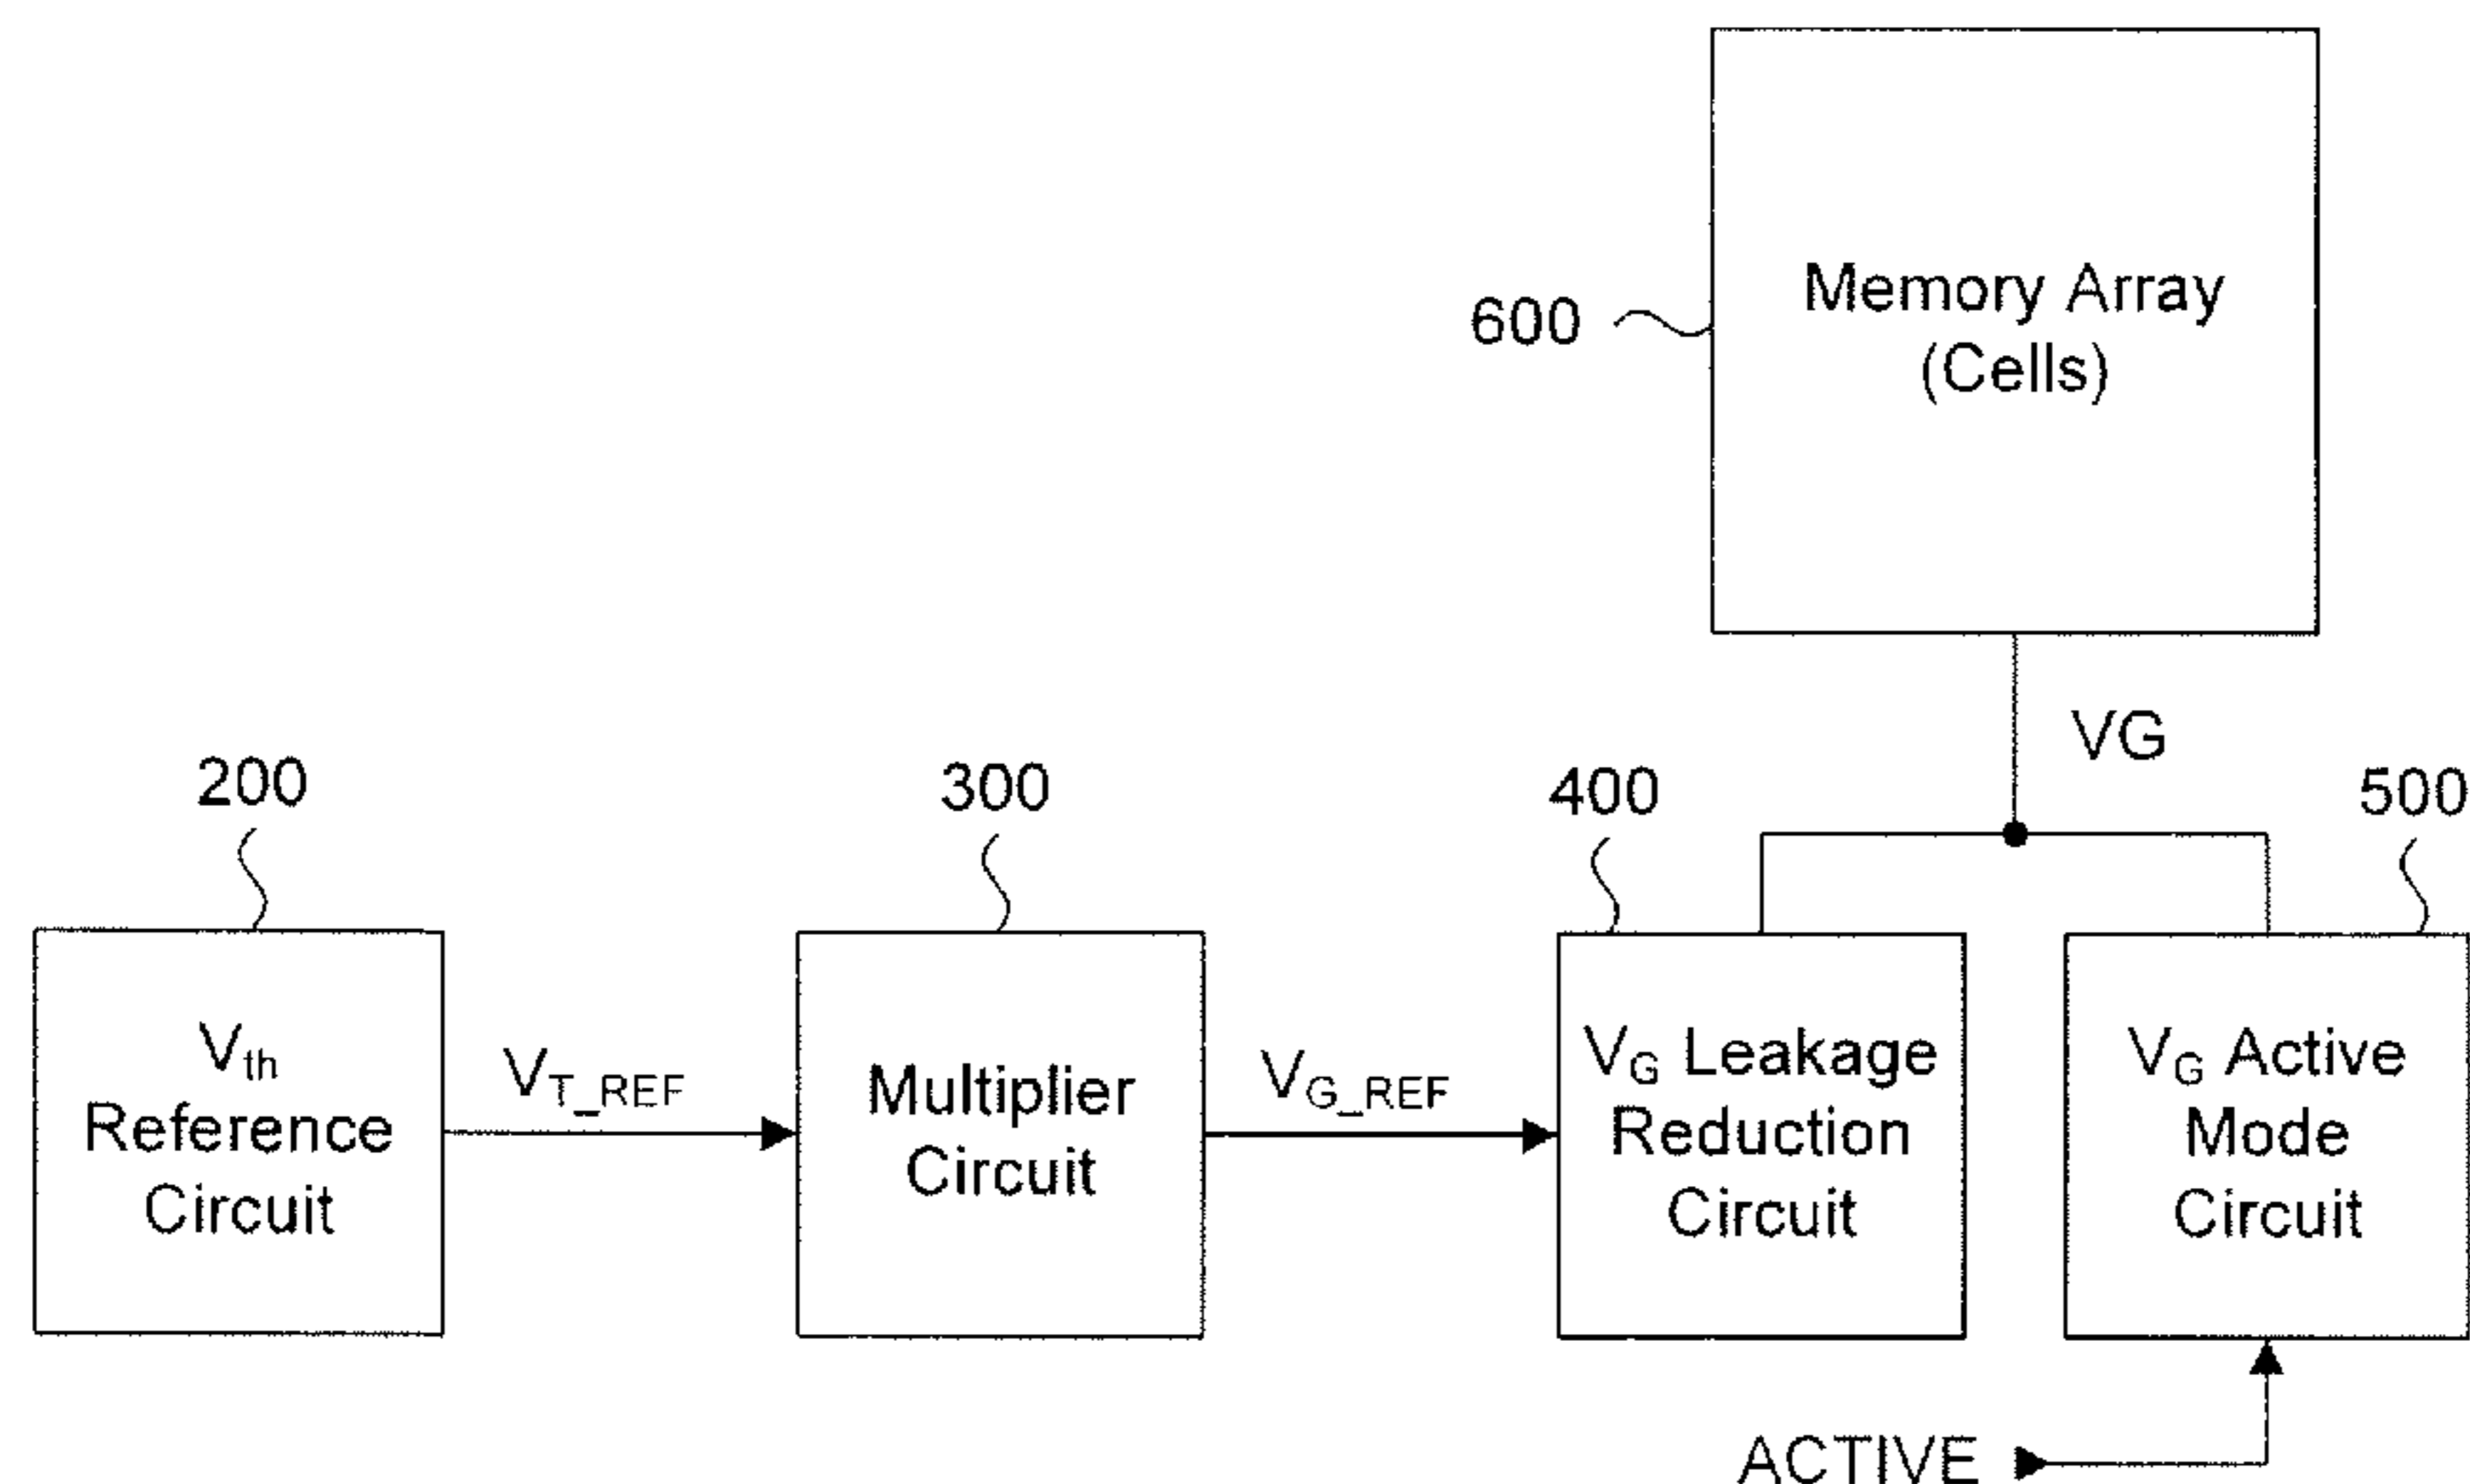 Memory Array
(Cells)
600
VG
200
300
400
500
Vth
Reference
Circuit
VT_REF
Multiplier
Circuit
VG_REF
VG Leakage
Reduction
Circuit
VG Active
Mode
Circuit
ACTIVE